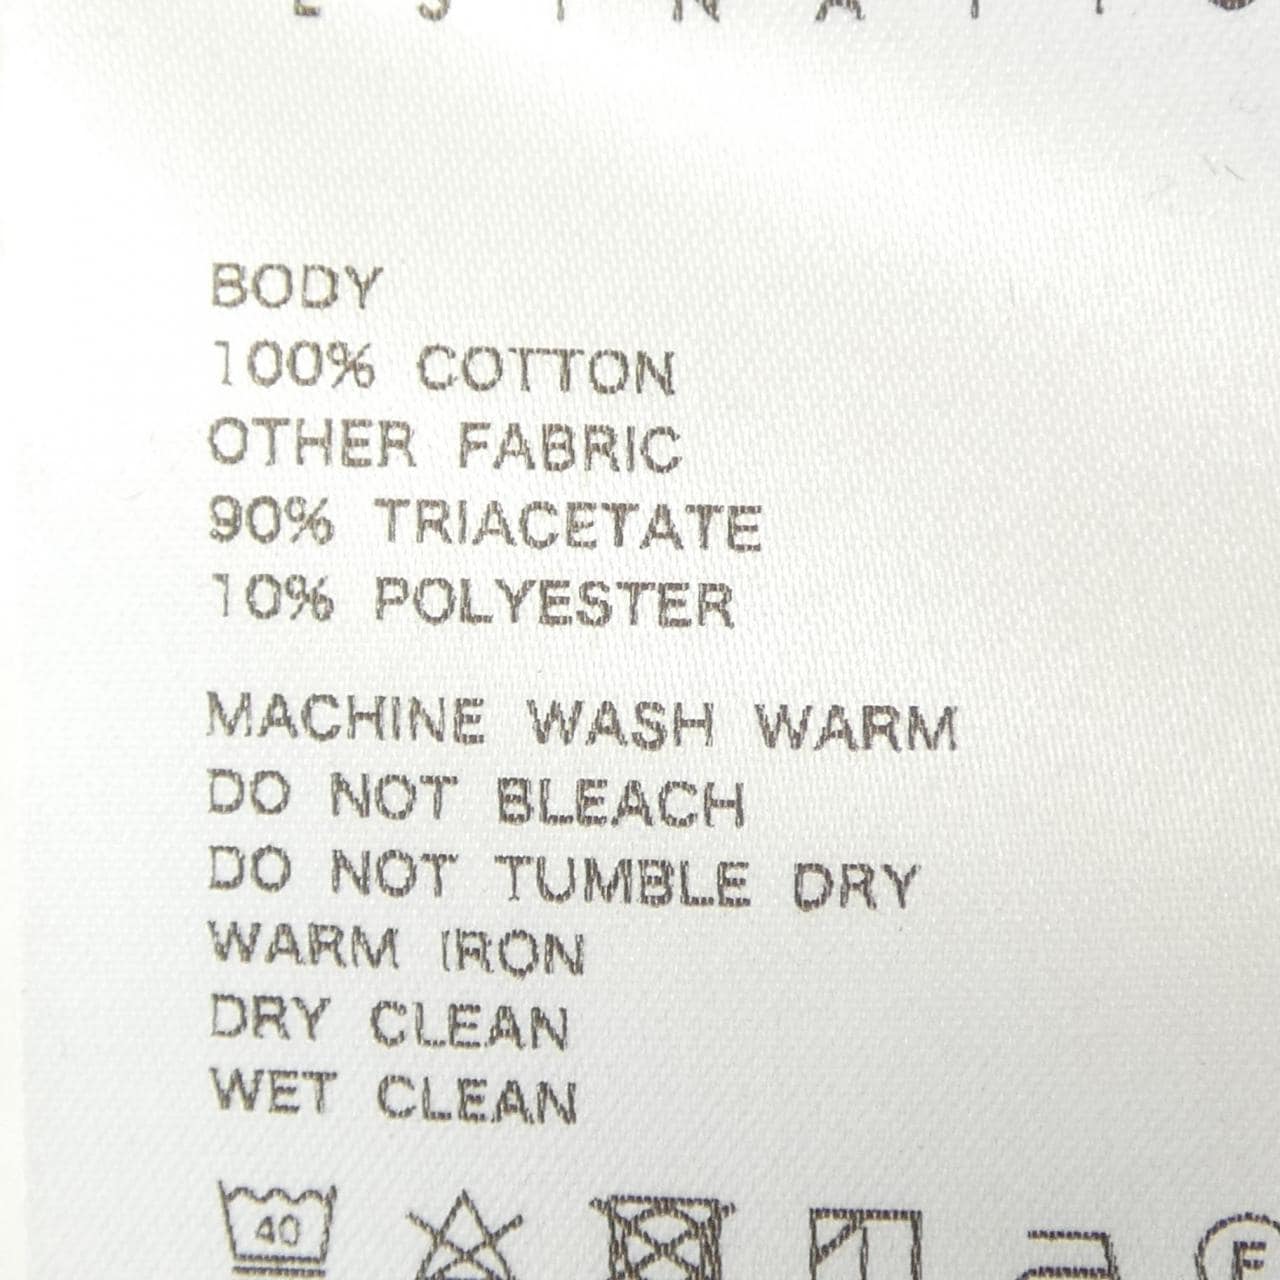 BODY
100% COTTON
OTHER FABRIC
90% TRIACETATE
10% POLYESTER
MACHINE WASH WARM
DO NOT BLEACH
DO NOT TUMBLE DRY
WARM IRON
DRY CLEAN
WET CLEAN
40